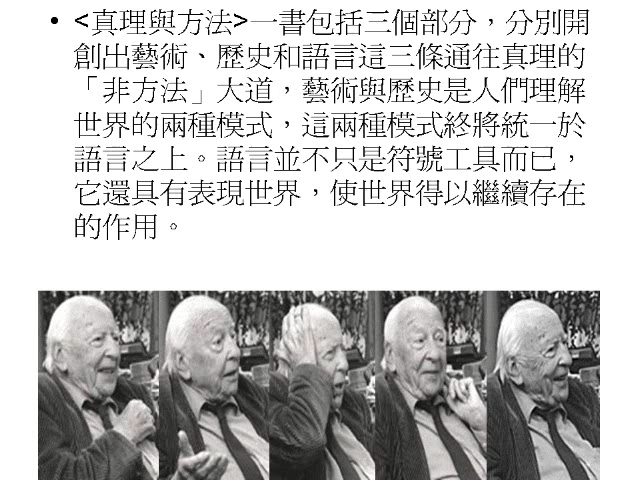 • <真理與方法>一書包括三個部分，分別開
創出藝術、歷史和語言這三條通往真理的
「非方法」大道，藝術與歷史是人們理解
世界的兩種模式，這兩種模式終將統一於
語言之上。語言並不只是符號工具而已，
它還具有表現世界，使世界得以繼續存在
的作用。